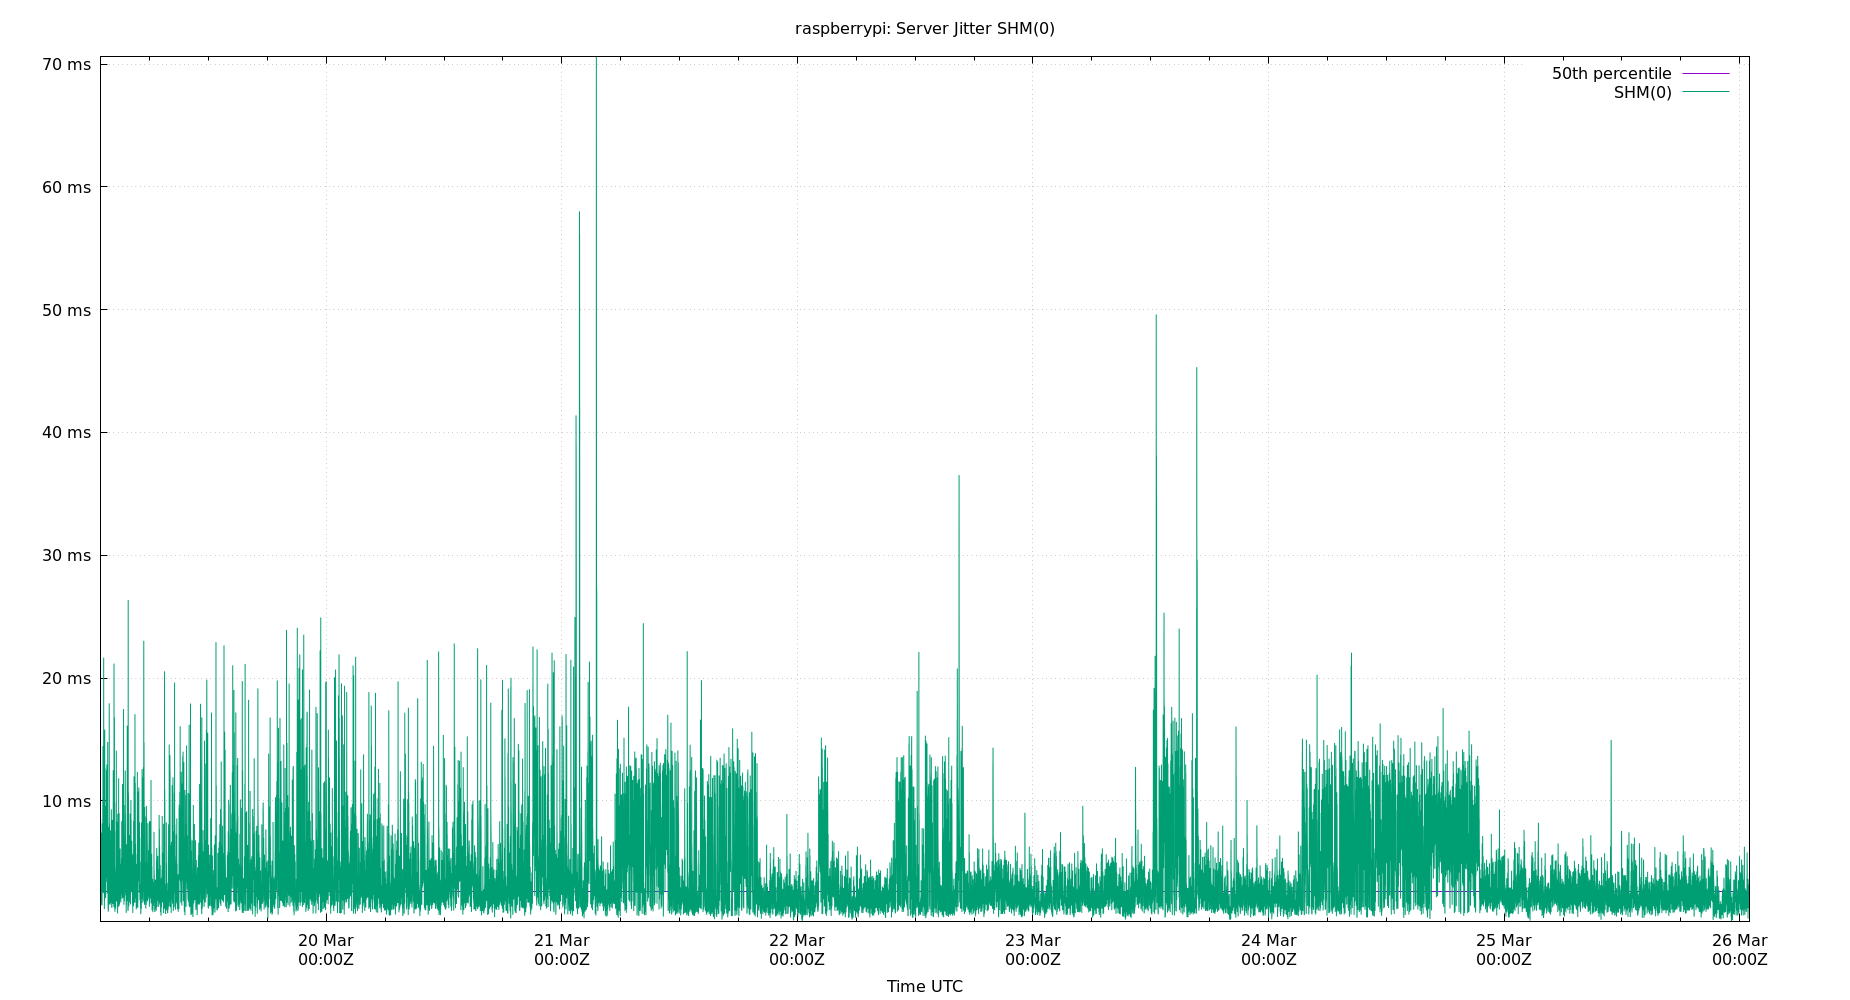 raspberrypi: Server Jitter SHM(0)
70 ms
60 ms
50 ms
40 ms
30 ms
20 ms
10 ms
50th percentile
SHM(0)
20 Mar
00:00Z
21 Mar
00:00Z
22 Mar
00:00Z
23 Mar
00:00Z
24 Mar
00:00Z
25 Mar
00:00Z
26 Mar
00:00Z
Time UTC